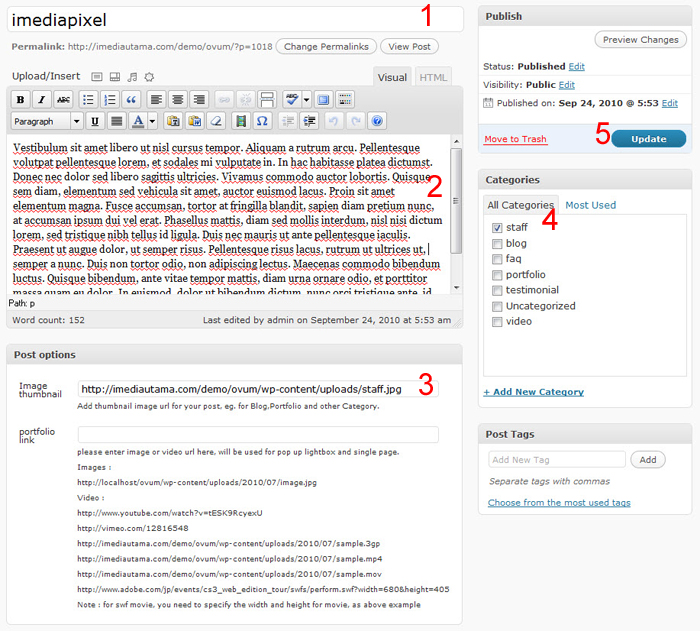 imediapixel 1
Permalink: http://imediautama.com/demo/ovum/?p=1018 Change Permalinks View Post
Upload/Insert Visual HTML
B I ABC ABC
Paragraph U A
Vestibulum sit amet libero ut nisl cursus tempor. Aliquam a rutrum arcu. Pellentesque
volutpat pellentesque lorem, et sodales mi vulputate in. In hac habitasse platea dictumst.
Donec nec dolor sed libero sagittis ultricies. Vivamus commodo auctor lobortis. Quisque
sem diam, elementum sed vehicula sit amet, auctor euismod lacus. Proin sit amet
elementum magna. Fusce accumsan, tortor at fringilla blandit, sapien diam pretium nunc,
at accumsan ipsum dui vel erat. Phasellus mattis, diam sed mollis interdum, nisl nisi dictum
lorem, sed tristique nibh tellus id ligula. Duis nec mauris ut ante pellentesque iaculis.
Praesent ut augue dolor, ut semper risus. Pellentesque risus lacus, rutrum ut ultrices ut,
semper a nunc. Duis non tortor odio, non adipiscing lectus. Maecenas commodo bibendum
luctus. Quisque bibendum, ante vitae tempor mattis, diam urna ornare odio, et porttitor
massa quam eu dolor. In euismod, dolor ut bibendum dictum, nunc orci tristique ante, id
2
Path: p
Word count: 152 Last edited by admin on September 24, 2010 at 5:53 am
Post options
Image
thumbnail
http://imediautama.com/demo/ovum/wp-content/uploads/staff.jpg 3
Add thumbnail image url for your post, eg. for Blog,Portfolio and other Category.
portfolio
link
please enter image or video url here, will be used for pop up lightbox and single page.
Images :
http://localhost/ovum/wp-content/uploads/2010/07/image.jpg
Video :
http://www.youtube.com/watch?v=tESK9RcyexU
http://vimeo.com/12816548
http://imediautama.com/demo/ovum/wp-content/uploads/2010/07/sample.3gp
http://imediautama.com/demo/ovum/wp-content/uploads/2010/07/sample.mp4
http://imediautama.com/demo/ovum/wp-content/uploads/2010/07/sample.mov
http://www.adobe.com/jp/events/cs3_web_edition_tour/swfs/perform.swf?width=680&height=405
Note : for swf movie, you need to specify the width and height for movie, as above example
Publish
Preview Changes
Status: Published Edit
Visibility: Public Edit
Published on: Sep 24, 2010 @ 5:53 Edit
Move to Trash 5 Update
Categories
All Categories Most Used
4
staff
blog
faq
portfolio
testimonial
Uncategorized
video
+ Add New Category
Post Tags
Add New Tag Add
Separate tags with commas
Choose from the most used tags